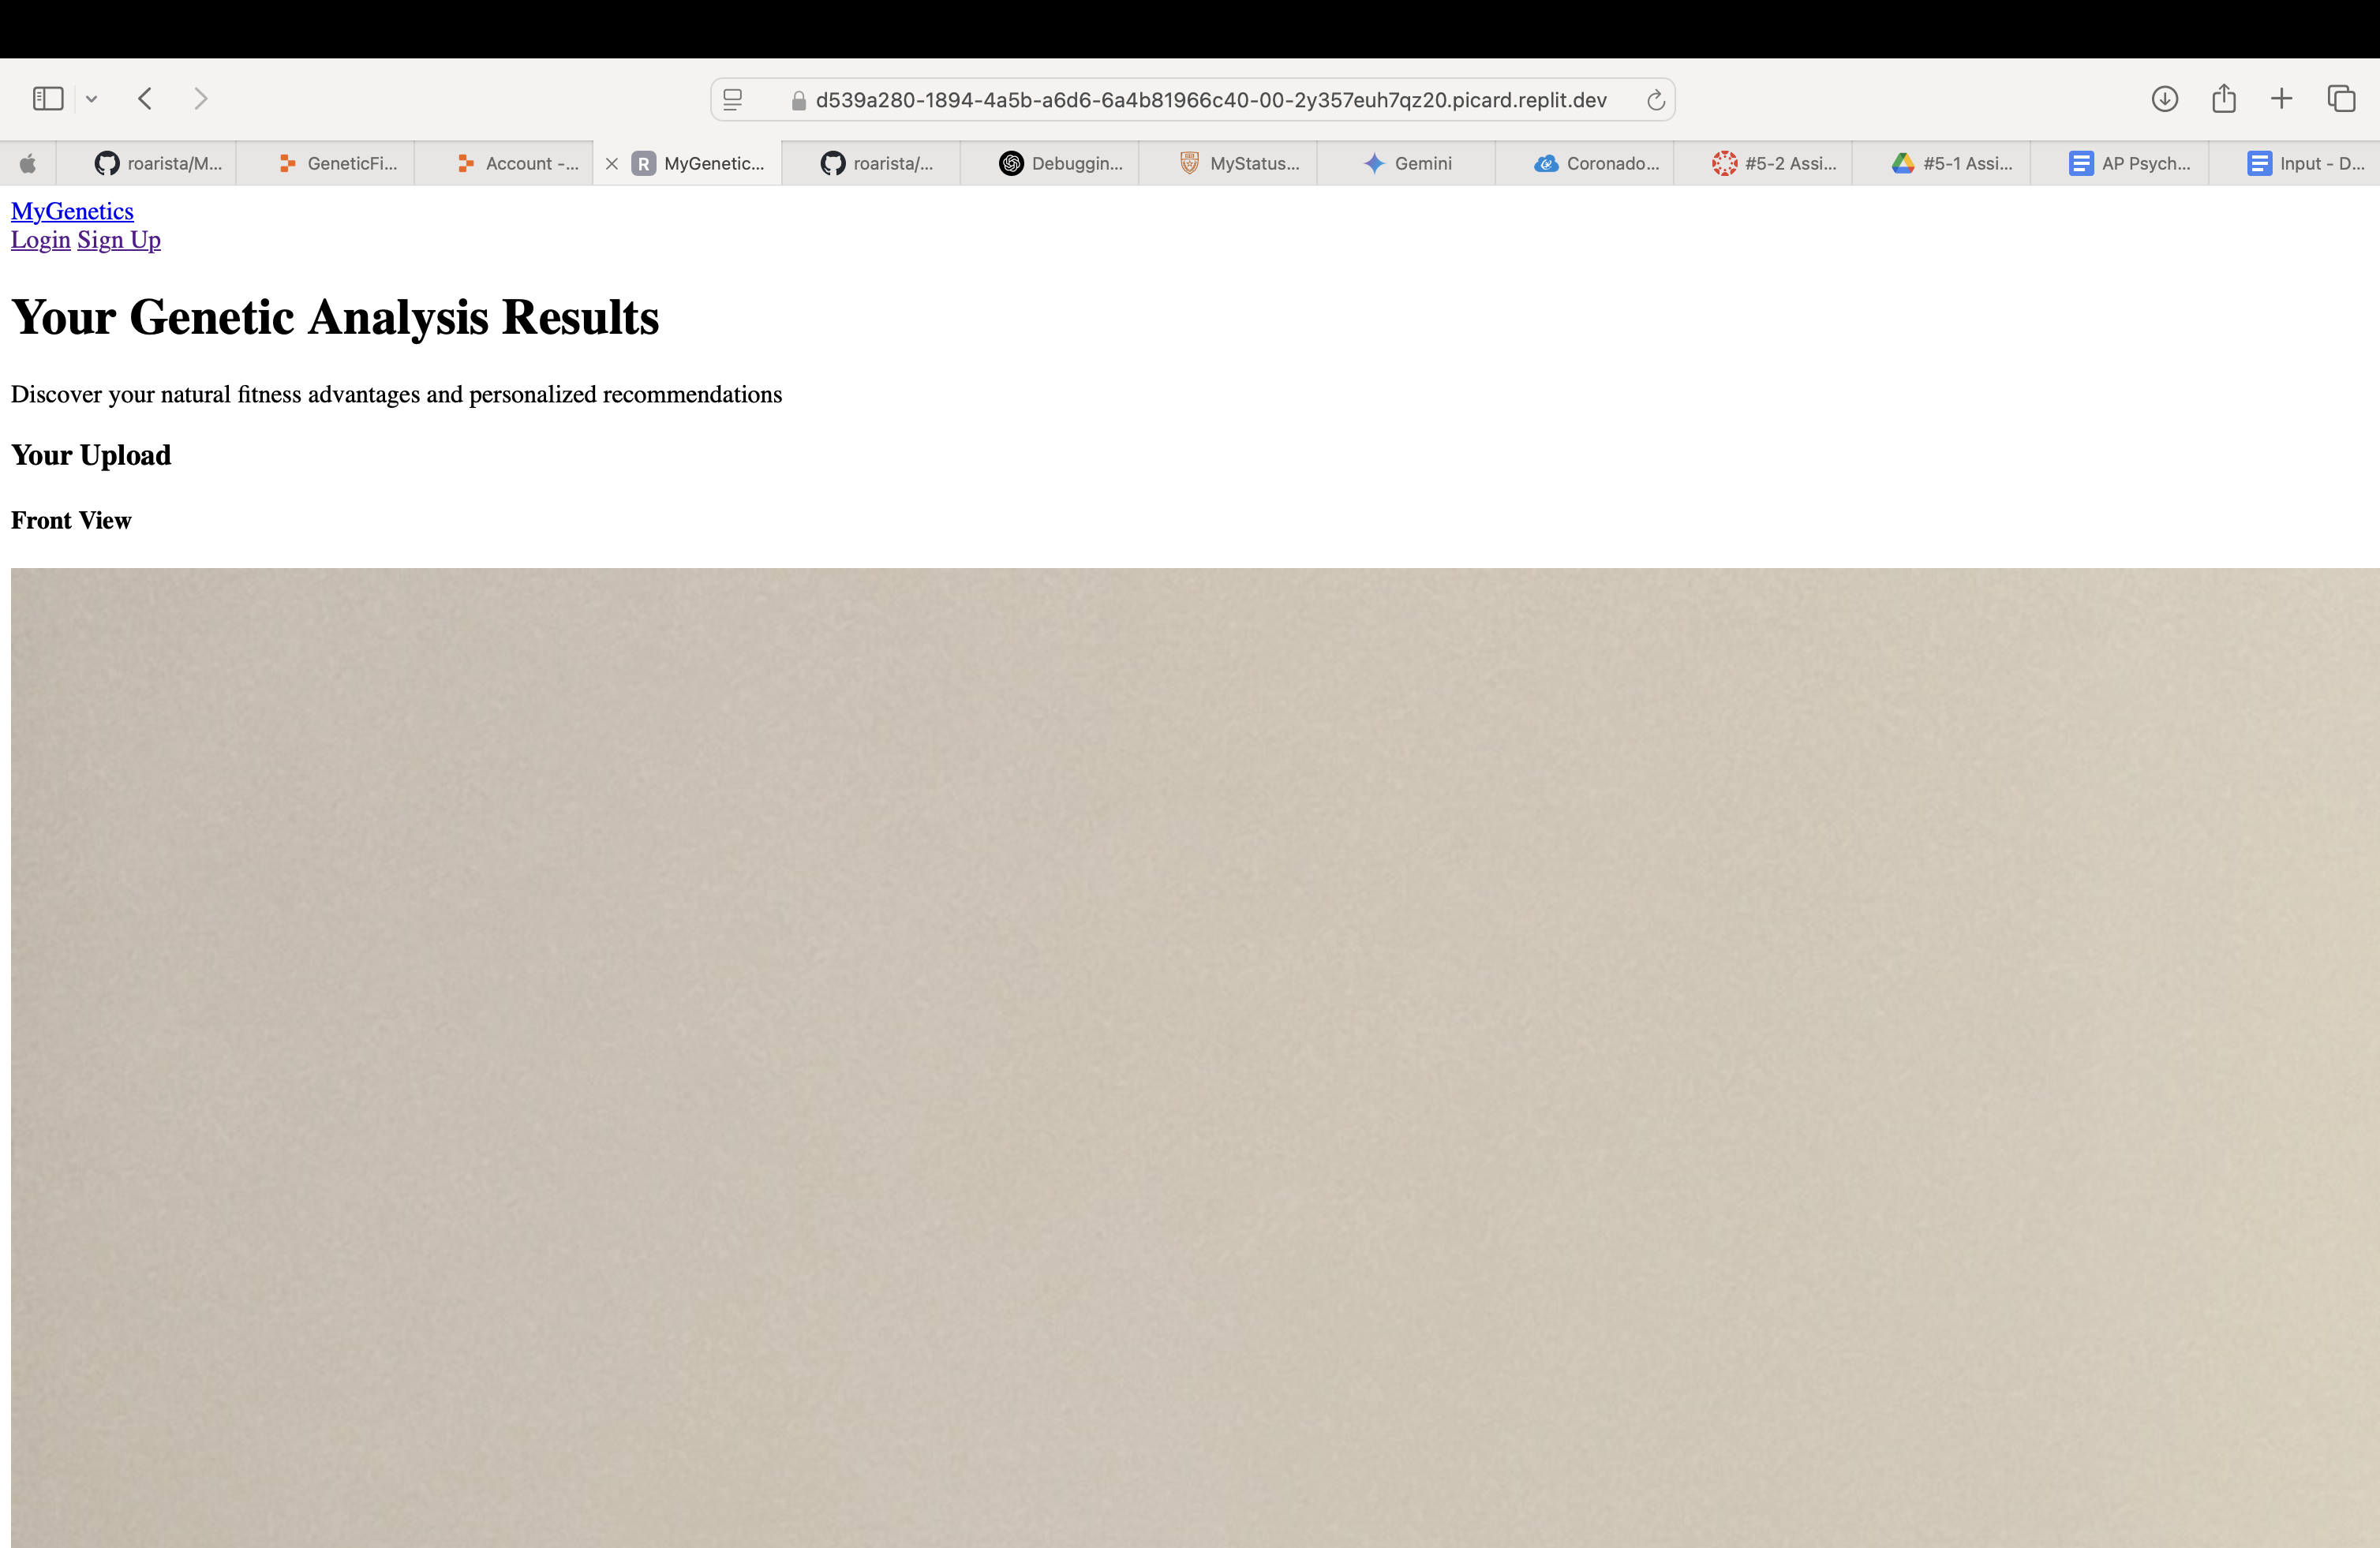 d539a280-1894-4a5b-a6d6-6a4b81966c40-00-2y357euh7qz20.picard.replit.dev
roarista/M... GeneticFi... Account -... R MyGenetic... roarista/... Debuggin... MyStatus... Gemini Coronado... #5-2 Assi... #5-1 Assi... AP Psych... Input - D...
MyGenetics
Login Sign Up
Your Genetic Analysis Results
Discover your natural fitness advantages and personalized recommendations
Your Upload
Front View